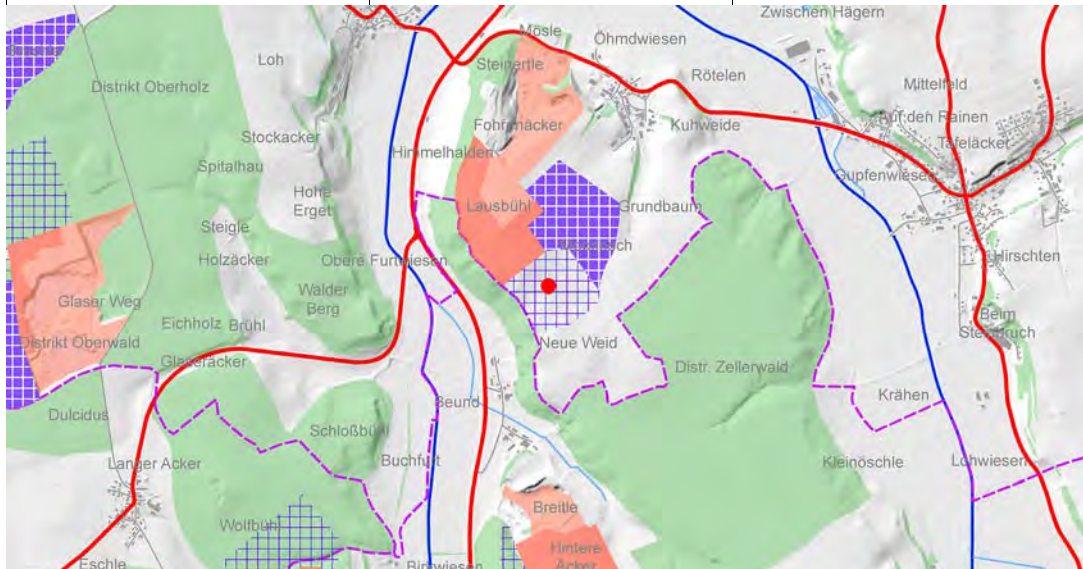 Zwischen Hägern
Mösle
Öhmdwiesen
Loh
Steinertle
Rötelen
Distrikt Oberholz
Mittelfeld
Auf den Rainen
Fohrenäcker
Kuhweide
Stockacker
Tafeläcker
Himmelhalden
Spitalhau
Gupfenwiesen
Hohe
Erget
Lausbühl
Grundbaum
Steigle
Holzäcker
Obere Furtwiesen
Hirschten
Walder
Berg
Glaser Weg
Beim
Steinbruch
Eichholz
Brühl
Distrikt Oberwald
Neue Weid
Glaseräcker
Distr. Zellerwald
Krähen
Dulcidus
Beund
Schloßbühl
Langer Acker
Buchfurt
Kleinöschle
Lohwiesen
Breitle
Wolfbühl
Hintere
Äcker
Eschle
Birkwiesen